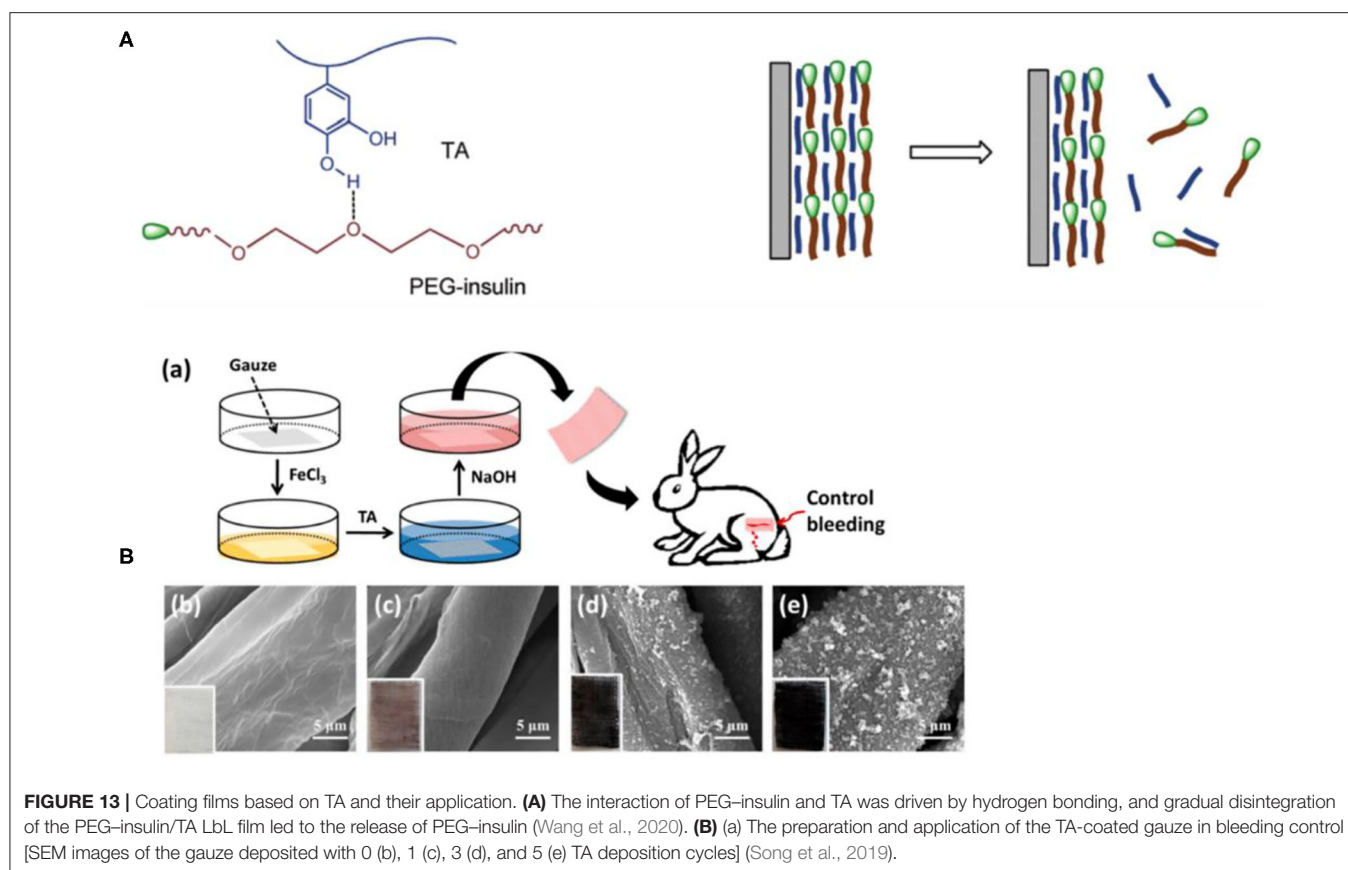 A
OH
TA
O
H
O
O
O
PEG-insulin
(a)
Gauze
FeCl₃
NaOH
TA
Control
bleeding
B
(b)
(c)
(d)
(e)
5 µm
5 µm
5 µm
5 µm
FIGURE 13 | Coating films based on TA and their application. (A) The interaction of PEG–insulin and TA was driven by hydrogen bonding, and gradual disintegration
of the PEG–insulin/TA LbL film led to the release of PEG–insulin (Wang et al., 2020). (B) (a) The preparation and application of the TA-coated gauze in bleeding control
[SEM images of the gauze deposited with 0 (b), 1 (c), 3 (d), and 5 (e) TA deposition cycles] (Song et al., 2019).